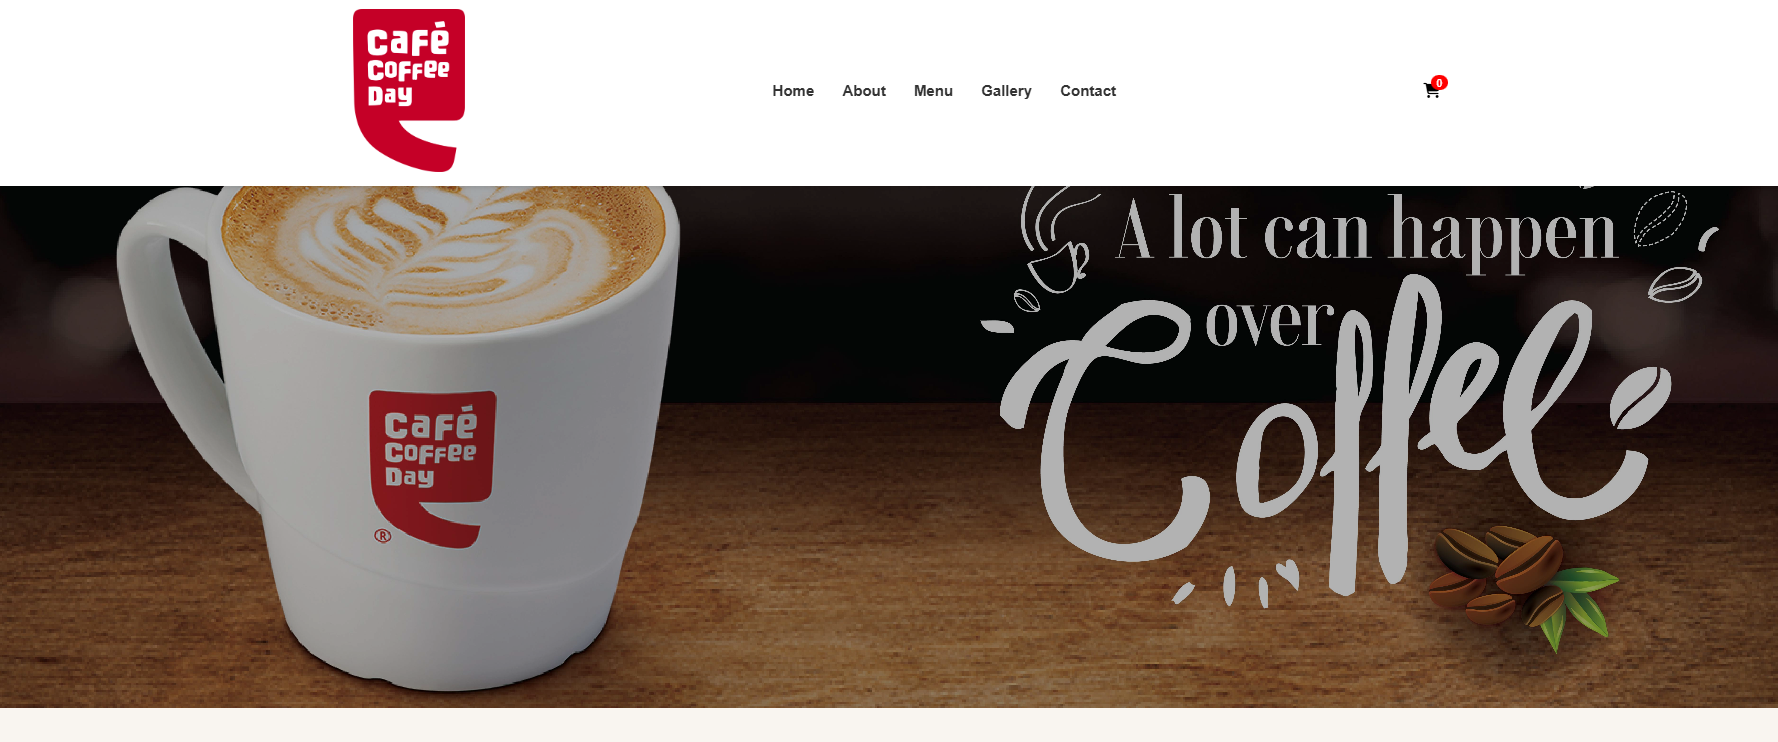 Café
Coffee
Day
Home About Menu Gallery Contact
0
A lot can happen
over
Coffee
Café
Coffee
Day
®